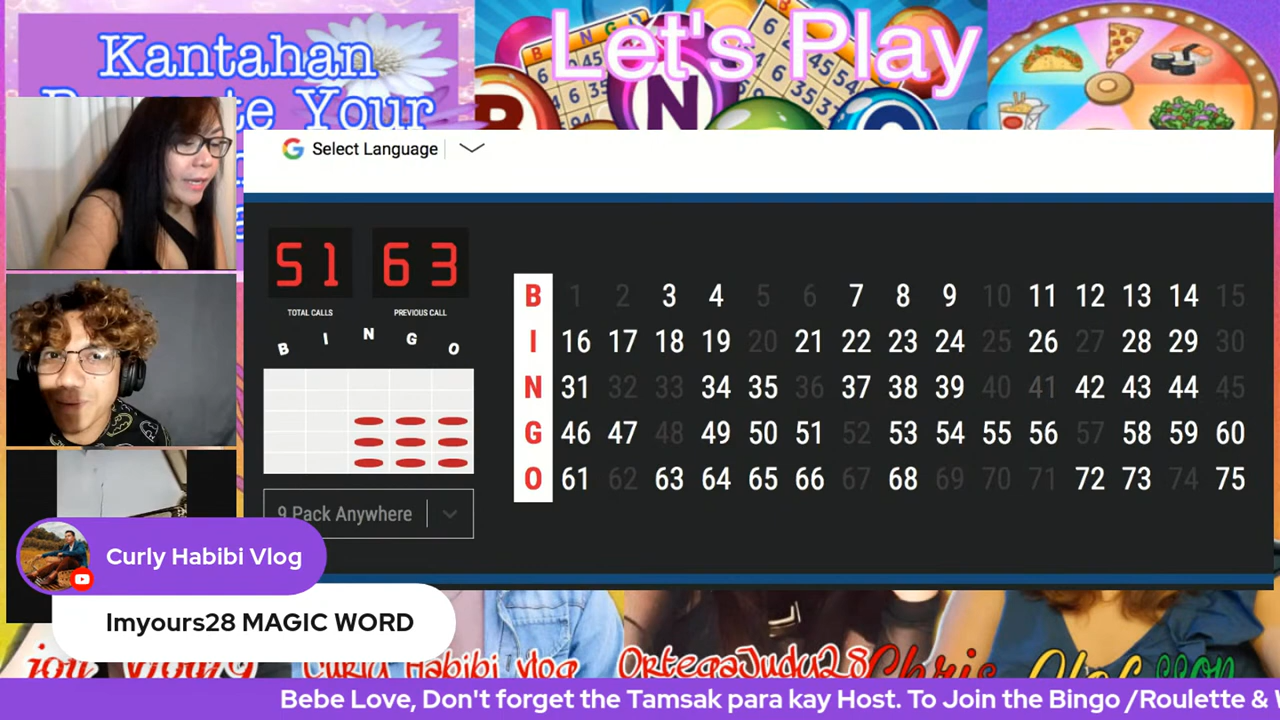 Kantahan
Let's Play
Select Language
51 63
TOTAL CALLS PREVIOUS CALL
B I N G O
9 Pack Anywhere
B 1 2 3 4 5 6 7 8 9 10 11 12 13 14 15
I 16 17 18 19 20 21 22 23 24 25 26 27 28 29 30
N 31 32 33 34 35 36 37 38 39 40 41 42 43 44 45
G 46 47 48 49 50 51 52 53 54 55 56 57 58 59 60
O 61 62 63 64 65 66 67 68 69 70 71 72 73 74 75
Curly Habibi Vlog
Imyours28 MAGIC WORD
Curly Habibi Vlog OrtegaJudy28
Bebe Love, Don't forget the Tamsak para kay Host. To Join the Bingo /Roulette &